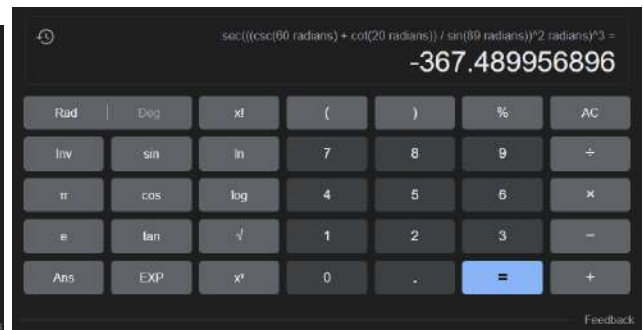 sec(((csc(60 radians) + cot(20 radians)) / sin(89 radians))^2 radians)^3 =
-367.489956896
Rad | Deg x! ( ) % AC
Inv sin ln 7 8 9 ÷
π cos log 4 5 6 ×
e tan √ 1 2 3 −
Ans EXP xʸ 0 . = +
Feedback